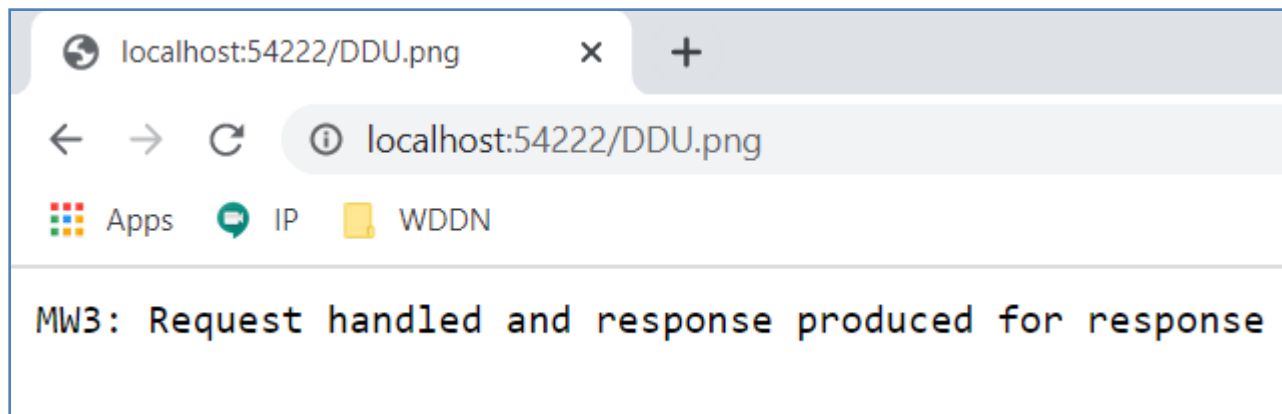 localhost:54222/DDU.png
localhost:54222/DDU.png
Apps IP WDDN
MW3: Request handled and response produced for response